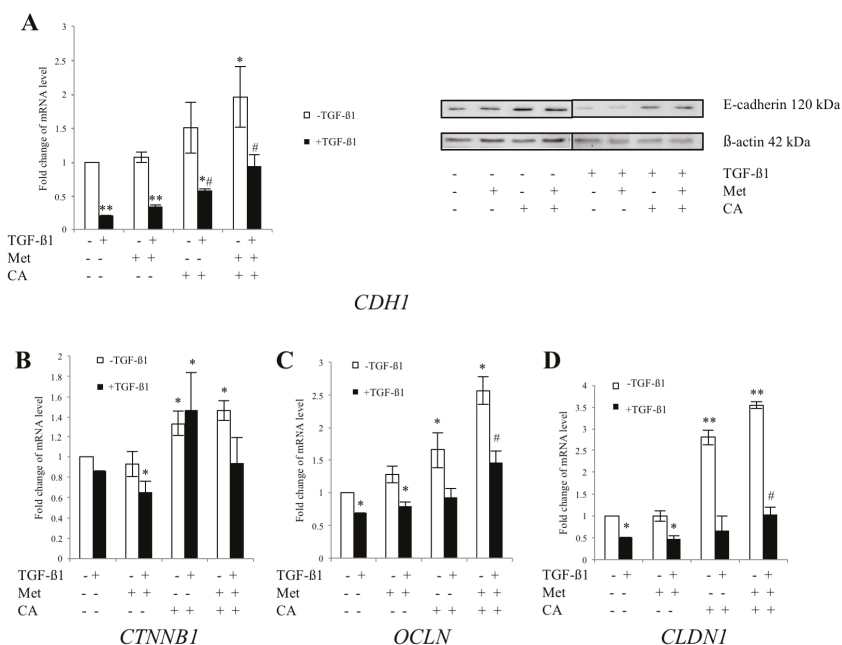 A
3
2.5
2
1.5
1
0.5
0
Fold change of mRNA level
** ** *# * #
-TGF-ß1
+TGF-ß1
TGF-ß1 - + - + - + - +
Met - - + + - - + +
CA - - - - + + + +
E-cadherin 120 kDa
ß-actin 42 kDa
- - - - + + + + TGF-ß1
- + - + - + - + Met
- - + + - - + + CA
CDH1
B
2
1.8
1.6
1.4
1.2
1
0.8
0.6
0.4
0.2
0
Fold change of mRNA level
-TGF-ß1
+TGF-ß1
* * * *
TGF-ß1 - + - + - + - +
Met - - + + - - + +
CA - - - - + + + +
CTNNB1
C
3
2.5
2
1.5
1
0.5
0
Fold change of mRNA level
-TGF-ß1
+TGF-ß1
* * * * #
TGF-ß1 - + - + - + - +
Met - - + + - - + +
CA - - - - + + + +
OCLN
D
4
3.5
3
2.5
2
1.5
1
0.5
0
Fold change of mRNA level
-TGF-ß1
+TGF-ß1
* * ** ** #
TGF-ß1 - + - + - + - +
Met - - + + - - + +
CA - - - - + + + +
CLDN1